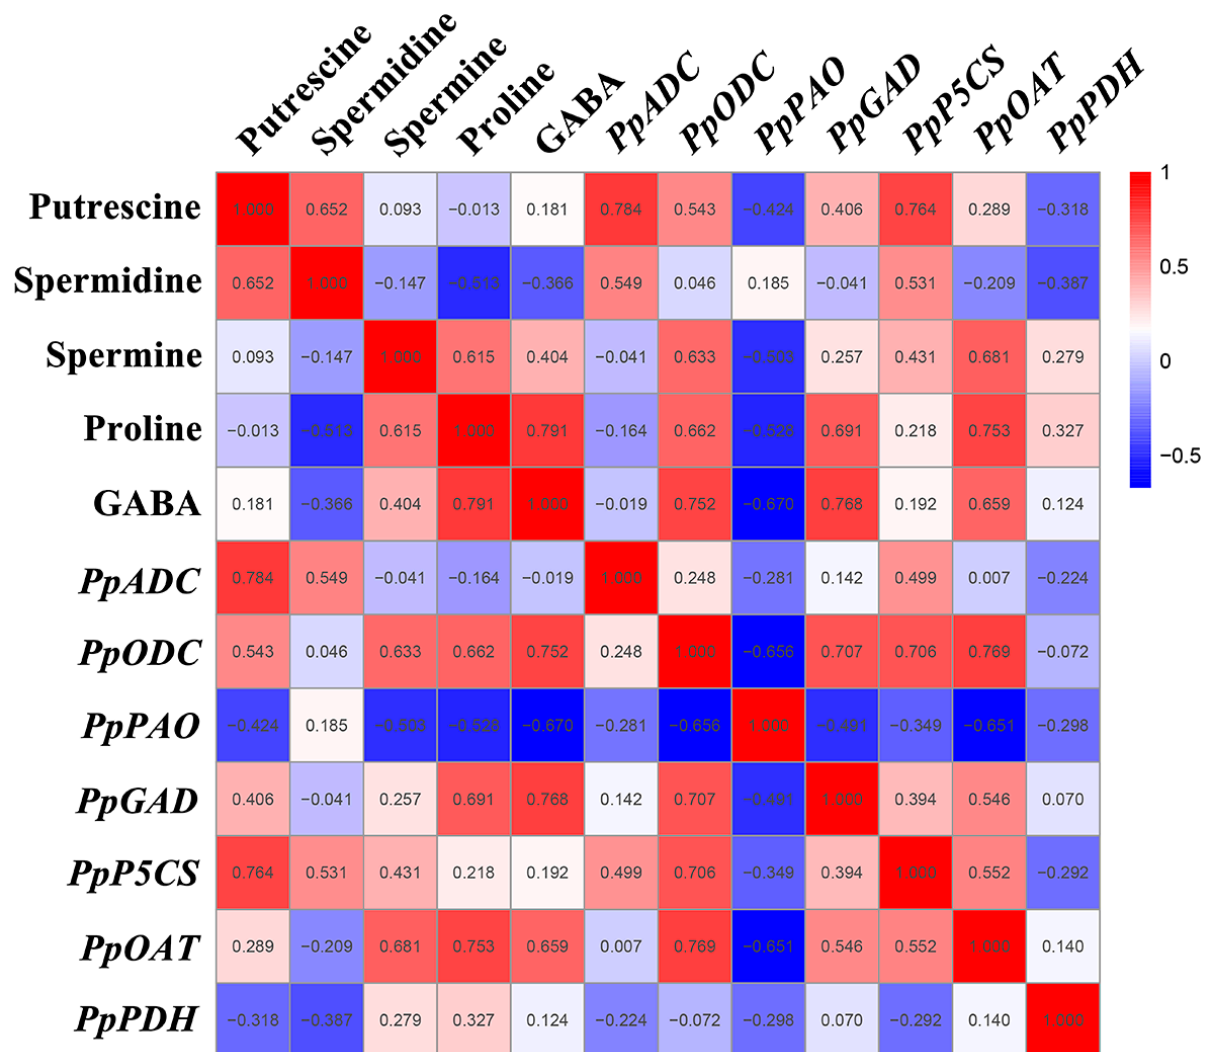 Putrescine Spermidine Spermine Proline GABA PpADC PpODC PpPAO PpGAD PpP5CS PpOAT PpPDH
Putrescine 1.000 0.652 0.093 −0.013 0.181 0.784 0.543 −0.424 0.406 0.764 0.289 −0.318
Spermidine 0.652 1.000 −0.147 −0.513 −0.366 0.549 0.046 0.185 −0.041 0.531 −0.209 −0.387
Spermine 0.093 −0.147 1.000 0.615 0.404 −0.041 0.633 −0.503 0.257 0.431 0.681 0.279
Proline −0.013 −0.513 0.615 1.000 0.791 −0.164 0.662 −0.528 0.691 0.218 0.753 0.327
GABA 0.181 −0.366 0.404 0.791 1.000 −0.019 0.752 −0.670 0.768 0.192 0.659 0.124
PpADC 0.784 0.549 −0.041 −0.164 −0.019 1.000 0.248 −0.281 0.142 0.499 0.007 −0.224
PpODC 0.543 0.046 0.633 0.662 0.752 0.248 1.000 −0.656 0.707 0.706 0.769 −0.072
PpPAO −0.424 0.185 −0.503 −0.528 −0.670 −0.281 −0.656 1.000 −0.491 −0.349 −0.651 −0.298
PpGAD 0.406 −0.041 0.257 0.691 0.768 0.142 0.707 −0.491 1.000 0.394 0.546 0.070
PpP5CS 0.764 0.531 0.431 0.218 0.192 0.499 0.706 −0.349 0.394 1.000 0.552 −0.292
PpOAT 0.289 −0.209 0.681 0.753 0.659 0.007 0.769 −0.651 0.546 0.552 1.000 0.140
PpPDH −0.318 −0.387 0.279 0.327 0.124 −0.224 −0.072 −0.298 0.070 −0.292 0.140 1.000
1
0.5
0
−0.5